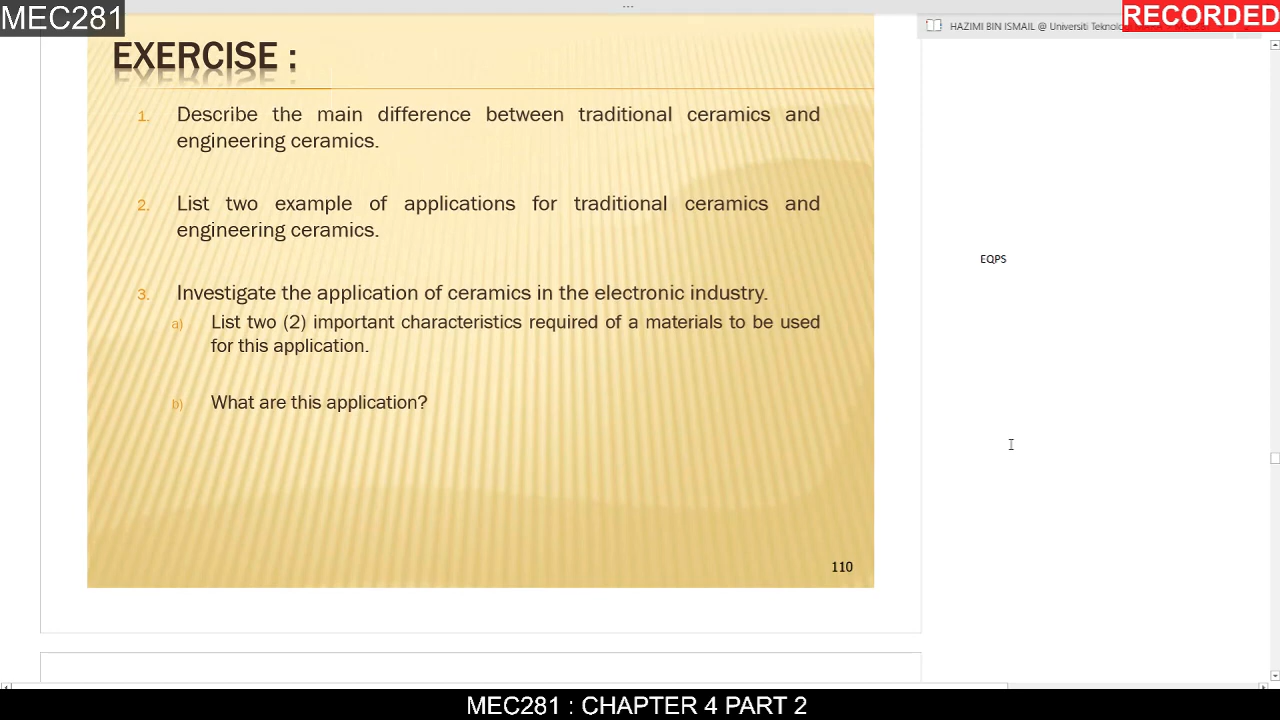 MEC281
RECORDED
HAZIMI BIN ISMAIL @ Universiti
EXERCISE :
1. Describe the main difference between traditional ceramics and
engineering ceramics.
2. List two example of applications for traditional ceramics and
engineering ceramics.
EQPS
3. Investigate the application of ceramics in the electronic industry.
a) List two (2) important characteristics required of a materials to be used
for this application.
b) What are this application?
110
MEC281 : CHAPTER 4 PART 2